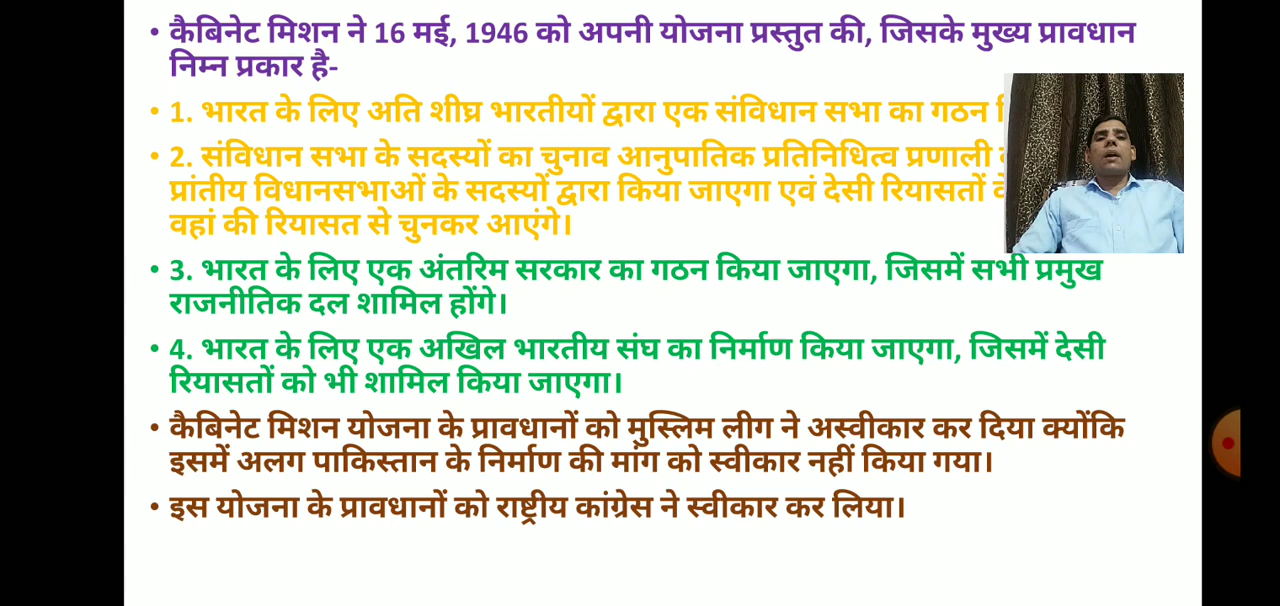 • कैबिनेट मिशन ने 16 मई, 1946 को अपनी योजना प्रस्तुत की, जिसके मुख्य प्रावधान
निम्न प्रकार है-
• 1. भारत के लिए अति शीघ्र भारतीयों द्वारा एक संविधान सभा का गठन
• 2. संविधान सभा के सदस्यों का चुनाव आनुपातिक प्रतिनिधित्व प्रणाली
प्रांतीय विधानसभाओं के सदस्यों द्वारा किया जाएगा एवं देसी रियासतों
वहां की रियासत से चुनकर आएंगे।
• 3. भारत के लिए एक अंतरिम सरकार का गठन किया जाएगा, जिसमें सभी प्रमुख
राजनीतिक दल शामिल होंगे।
• 4. भारत के लिए एक अखिल भारतीय संघ का निर्माण किया जाएगा, जिसमें देसी
रियासतों को भी शामिल किया जाएगा।
• कैबिनेट मिशन योजना के प्रावधानों को मुस्लिम लीग ने अस्वीकार कर दिया क्योंकि
इसमें अलग पाकिस्तान के निर्माण की मांग को स्वीकार नहीं किया गया।
• इस योजना के प्रावधानों को राष्ट्रीय कांग्रेस ने स्वीकार कर लिया।